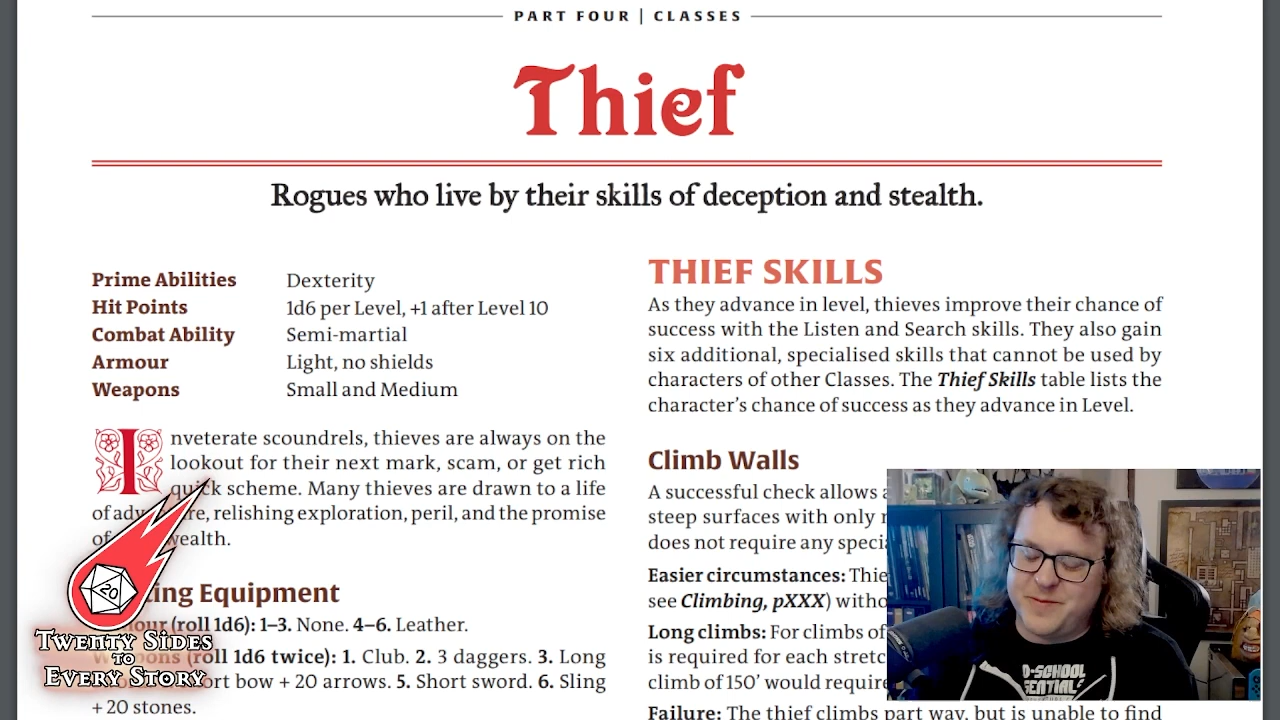 PART FOUR | CLASSES
Thief
Rogues who live by their skills of deception and stealth.
Prime Abilities Dexterity
Hit Points 1d6 per Level, +1 after Level 10
Combat Ability Semi-martial
Armour Light, no shields
Weapons Small and Medium
Inveterate scoundrels, thieves are always on the
lookout for their next mark, scam, or get rich
quick scheme. Many thieves are drawn to a life
of relishing exploration, peril, and the promise
of wealth.
Equipment
(roll 1d6): 1–3. None. 4–6. Leather.
(roll 1d6 twice): 1. Club. 2. 3 daggers. 3. Long
bow + 20 arrows. 5. Short sword. 6. Sling
+ 20 stones.
THIEF SKILLS
As they advance in level, thieves improve their chance of
success with the Listen and Search skills. They also gain
six additional, specialised skills that cannot be used by
characters of other Classes. The Thief Skills table lists the
character’s chance of success as they advance in Level.
Climb Walls
A successful check allows
steep surfaces with only
does not require any
Easier circumstances:
see Climbing, pXXX)
Long climbs: For climbs of
is required for each
climb of 150’ would require
Failure: The thief climbs part way, but is unable to find
TWENTY SIDES
TO
EVERY STORY
20